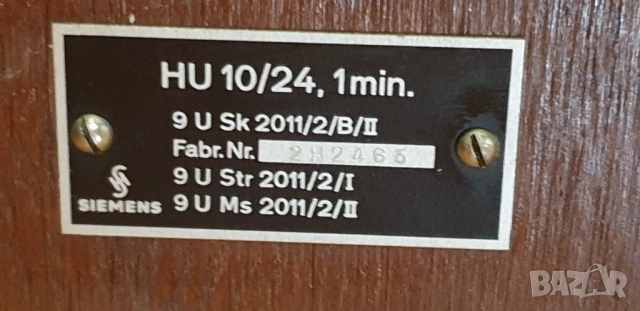 HU 10/24, 1min.
9 U Sk 2011/2/B/II
Fabr. Nr. 2H2465
9 U Str 2011/2/I
SIEMENS 9 U Ms 2011/2/II
BAZAR